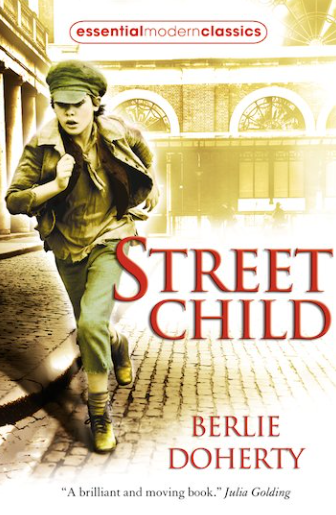 essentialmodernclassics
STREET
CHILD
BERLIE
DOHERTY
“A brilliant and moving book.” Julia Golding